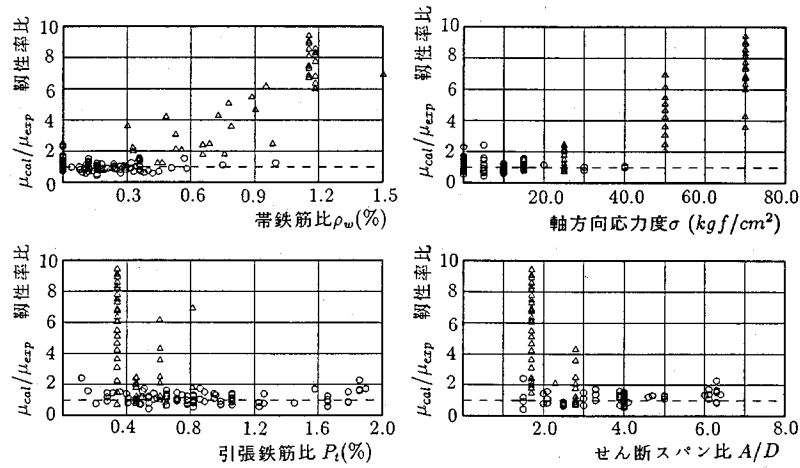 μcal/μexp 靱性率比
10
8
6
4
2
0
0.3 0.6 0.9 1.2 1.5
帯鉄筋比ρw(%)
μcal/μexp 靱性率比
10
8
6
4
2
0
20.0 40.0 60.0 80.0
軸方向応力度σ (kgf/cm²)
μcal/μexp 靱性率比
10
8
6
4
2
0
0.4 0.8 1.2 1.6 2.0
引張鉄筋比 Pt(%)
μcal/μexp 靱性率比
10
8
6
4
2
0
2.0 4.0 6.0 8.0
せん断スパン比 A/D